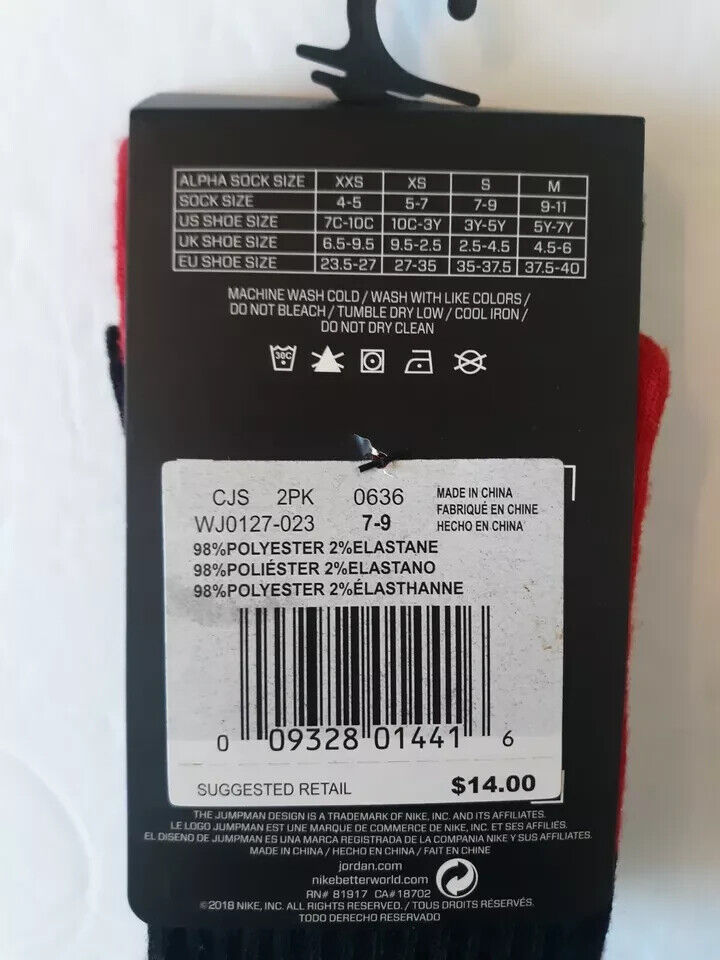 ALPHA SOCK SIZE XXS XS S M
SOCK SIZE 4-5 5-7 7-9 9-11
US SHOE SIZE 7C-10C 10C-3Y 3Y-5Y 5Y-7Y
UK SHOE SIZE 6.5-9.5 9.5-2.5 2.5-4.5 4.5-6
EU SHOE SIZE 23.5-27 27-35 35-37.5 37.5-40
MACHINE WASH COLD / WASH WITH LIKE COLORS /
DO NOT BLEACH / TUMBLE DRY LOW / COOL IRON /
DO NOT DRY CLEAN
30C
CJS 2PK 0636
WJ0127-023 7-9
MADE IN CHINA
FABRIQUÉ EN CHINE
HECHO EN CHINA
98%POLYESTER 2%ELASTANE
98%POLIÉSTER 2%ELASTANO
98%POLYESTER 2%ÉLASTHANNE
0 09328 01441 6
SUGGESTED RETAIL $14.00
THE JUMPMAN DESIGN IS A TRADEMARK OF NIKE, INC. AND ITS AFFILIATES.
LE LOGO JUMPMAN EST UNE MARQUE DE COMMERCE DE NIKE, INC. ET SES AFFILIÉS.
EL DISENO DE JUMPMAN ES UNA MARCA REGISTRADA DE LA COMPANIA NIKE Y SUS AFFILIATES.
MADE IN CHINA / HECHO EN CHINA / FAIT EN CHINE
jordan.com
nikebetterworld.com
RN# 81917 CA#18702
©2018 NIKE, INC. ALL RIGHTS RESERVED. / TOUS DROITS RÉSERVÉS.
TODO DERECHO RESERVADO